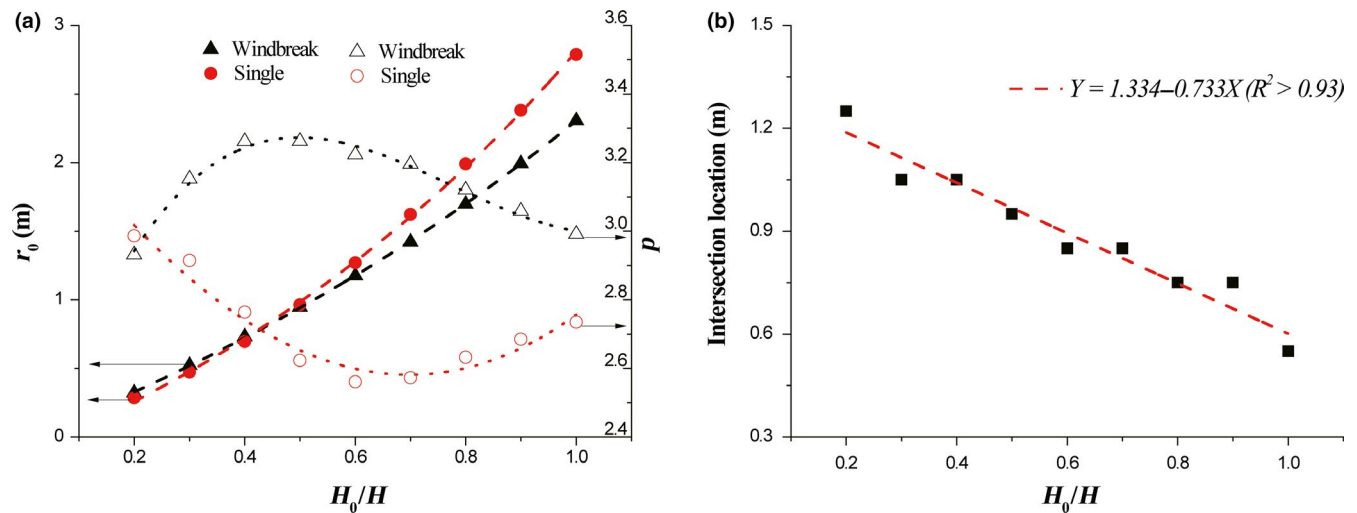 (a)
3
2
1
0
r0 (m)
Windbreak
Single
Windbreak
Single
3.6
3.4
3.2
3.0
2.8
2.6
2.4
d
0.2 0.4 0.6 0.8 1.0
H0/H
(b)
1.5
1.2
0.9
0.6
0.3
Intersection location (m)
Y = 1.334–0.733X (R² > 0.93)
0.2 0.4 0.6 0.8 1.0
H0/H